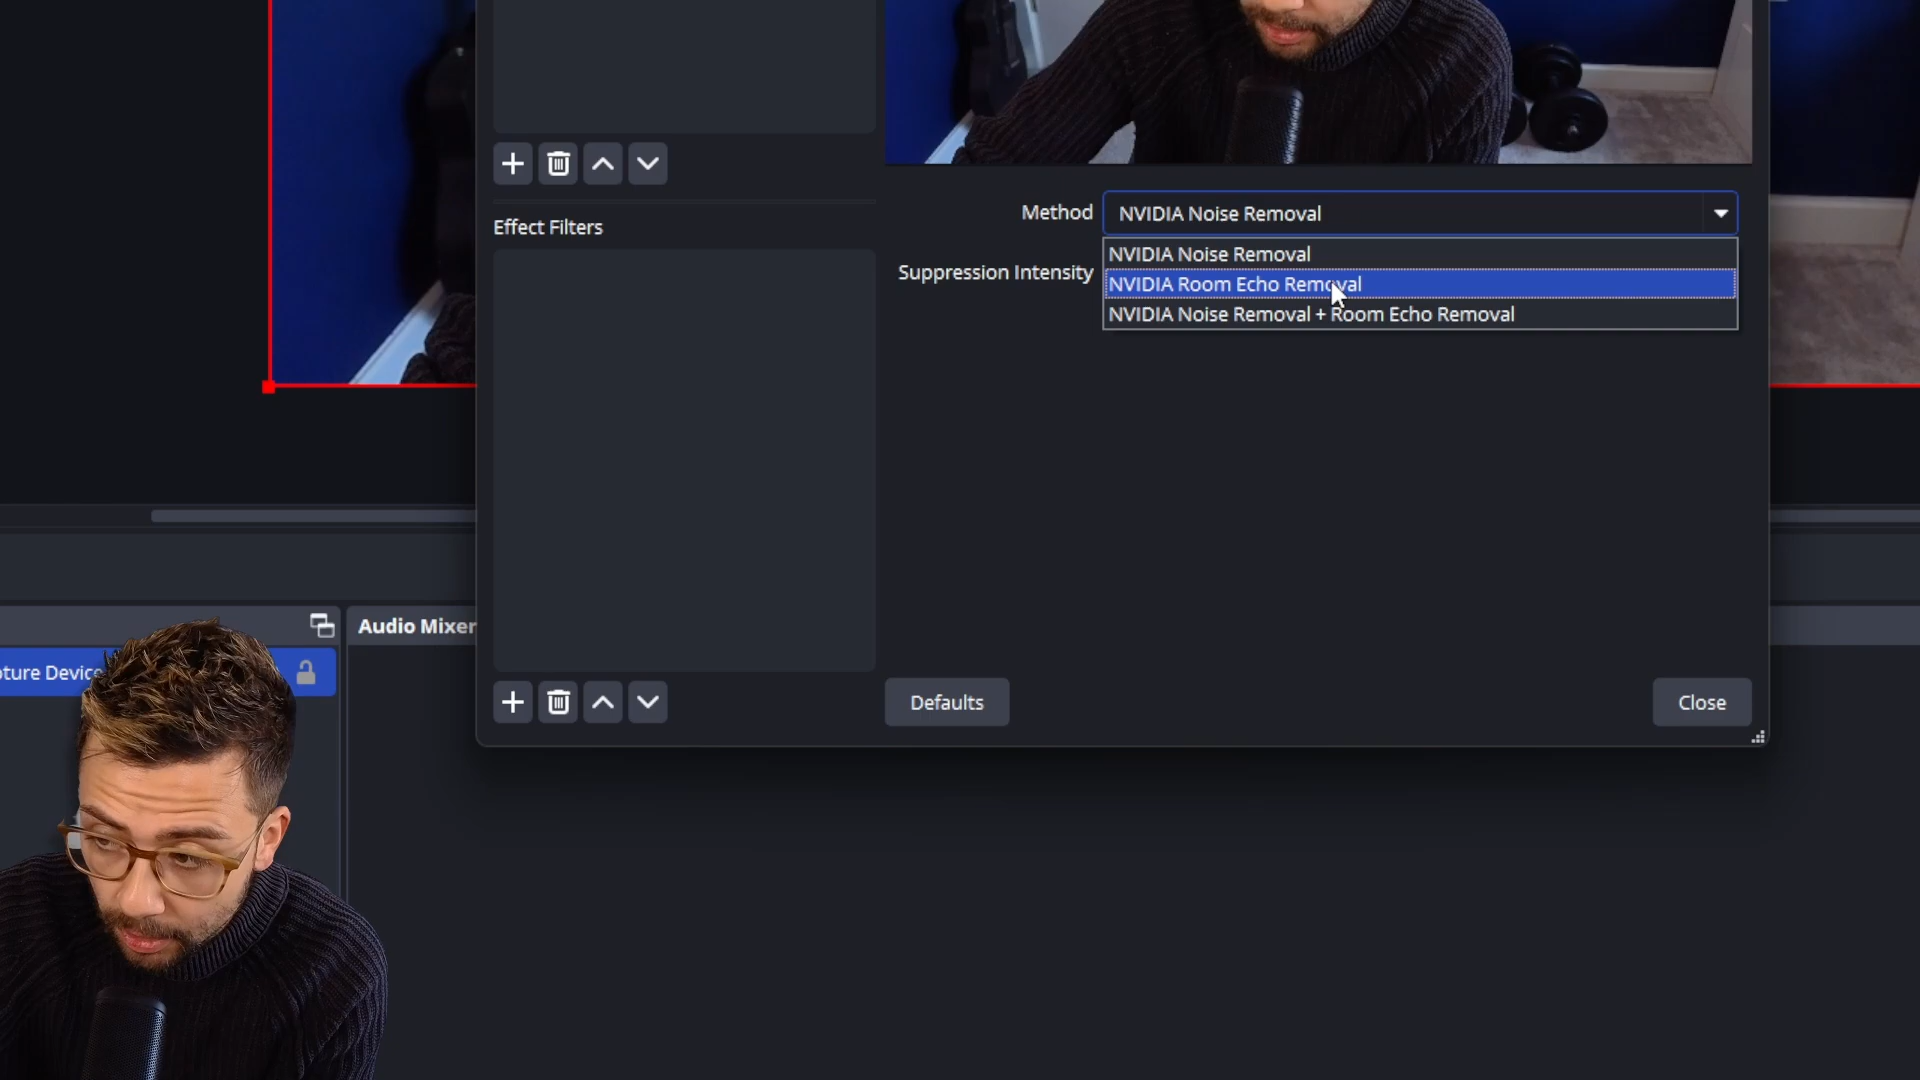 Effect Filters
Method
NVIDIA Noise Removal
NVIDIA Noise Removal
Suppression Intensity
NVIDIA Room Echo Removal
NVIDIA Noise Removal + Room Echo Removal
Audio Mixer
Device
Defaults
Close